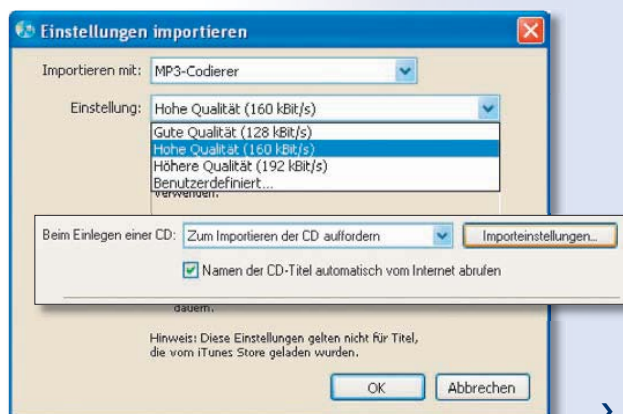 Einstellungen importieren
Importieren mit: MP3-Codierer
Einstellung: Hohe Qualität (160 kBit/s)
Gute Qualität (128 kBit/s)
Hohe Qualität (160 kBit/s)
Höhere Qualität (192 kBit/s)
Benutzerdefiniert...
verwenden.
Beim Einlegen einer CD: Zum Importieren der CD auffordern Importeinstellungen...
Namen der CD-Titel automatisch vom Internet abrufen
dauern.
Hinweis: Diese Einstellungen gelten nicht für Titel,
die vom iTunes Store geladen wurden.
OK Abbrechen